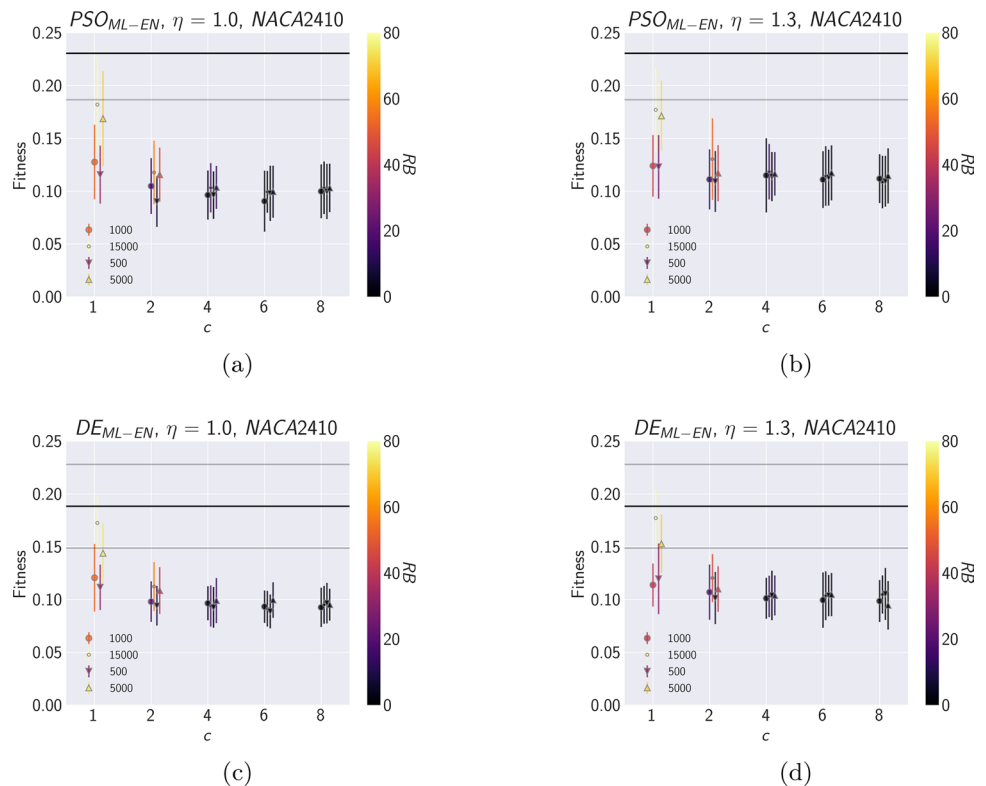 PSO_ML−EN, η = 1.0, NACA2410
0.25
0.20
0.15
0.10
0.05
0.00
Fitness
1000
15000
500
5000
1 2 4 6 8
c
80
60
40
20
0
RB
(a)
PSO_ML−EN, η = 1.3, NACA2410
0.25
0.20
0.15
0.10
0.05
0.00
Fitness
1000
15000
500
5000
1 2 4 6 8
c
80
60
40
20
0
RB
(b)
DE_ML−EN, η = 1.0, NACA2410
0.25
0.20
0.15
0.10
0.05
0.00
Fitness
1000
15000
500
5000
1 2 4 6 8
c
80
60
40
20
0
RB
(c)
DE_ML−EN, η = 1.3, NACA2410
0.25
0.20
0.15
0.10
0.05
0.00
Fitness
1000
15000
500
5000
1 2 4 6 8
c
80
60
40
20
0
RB
(d)